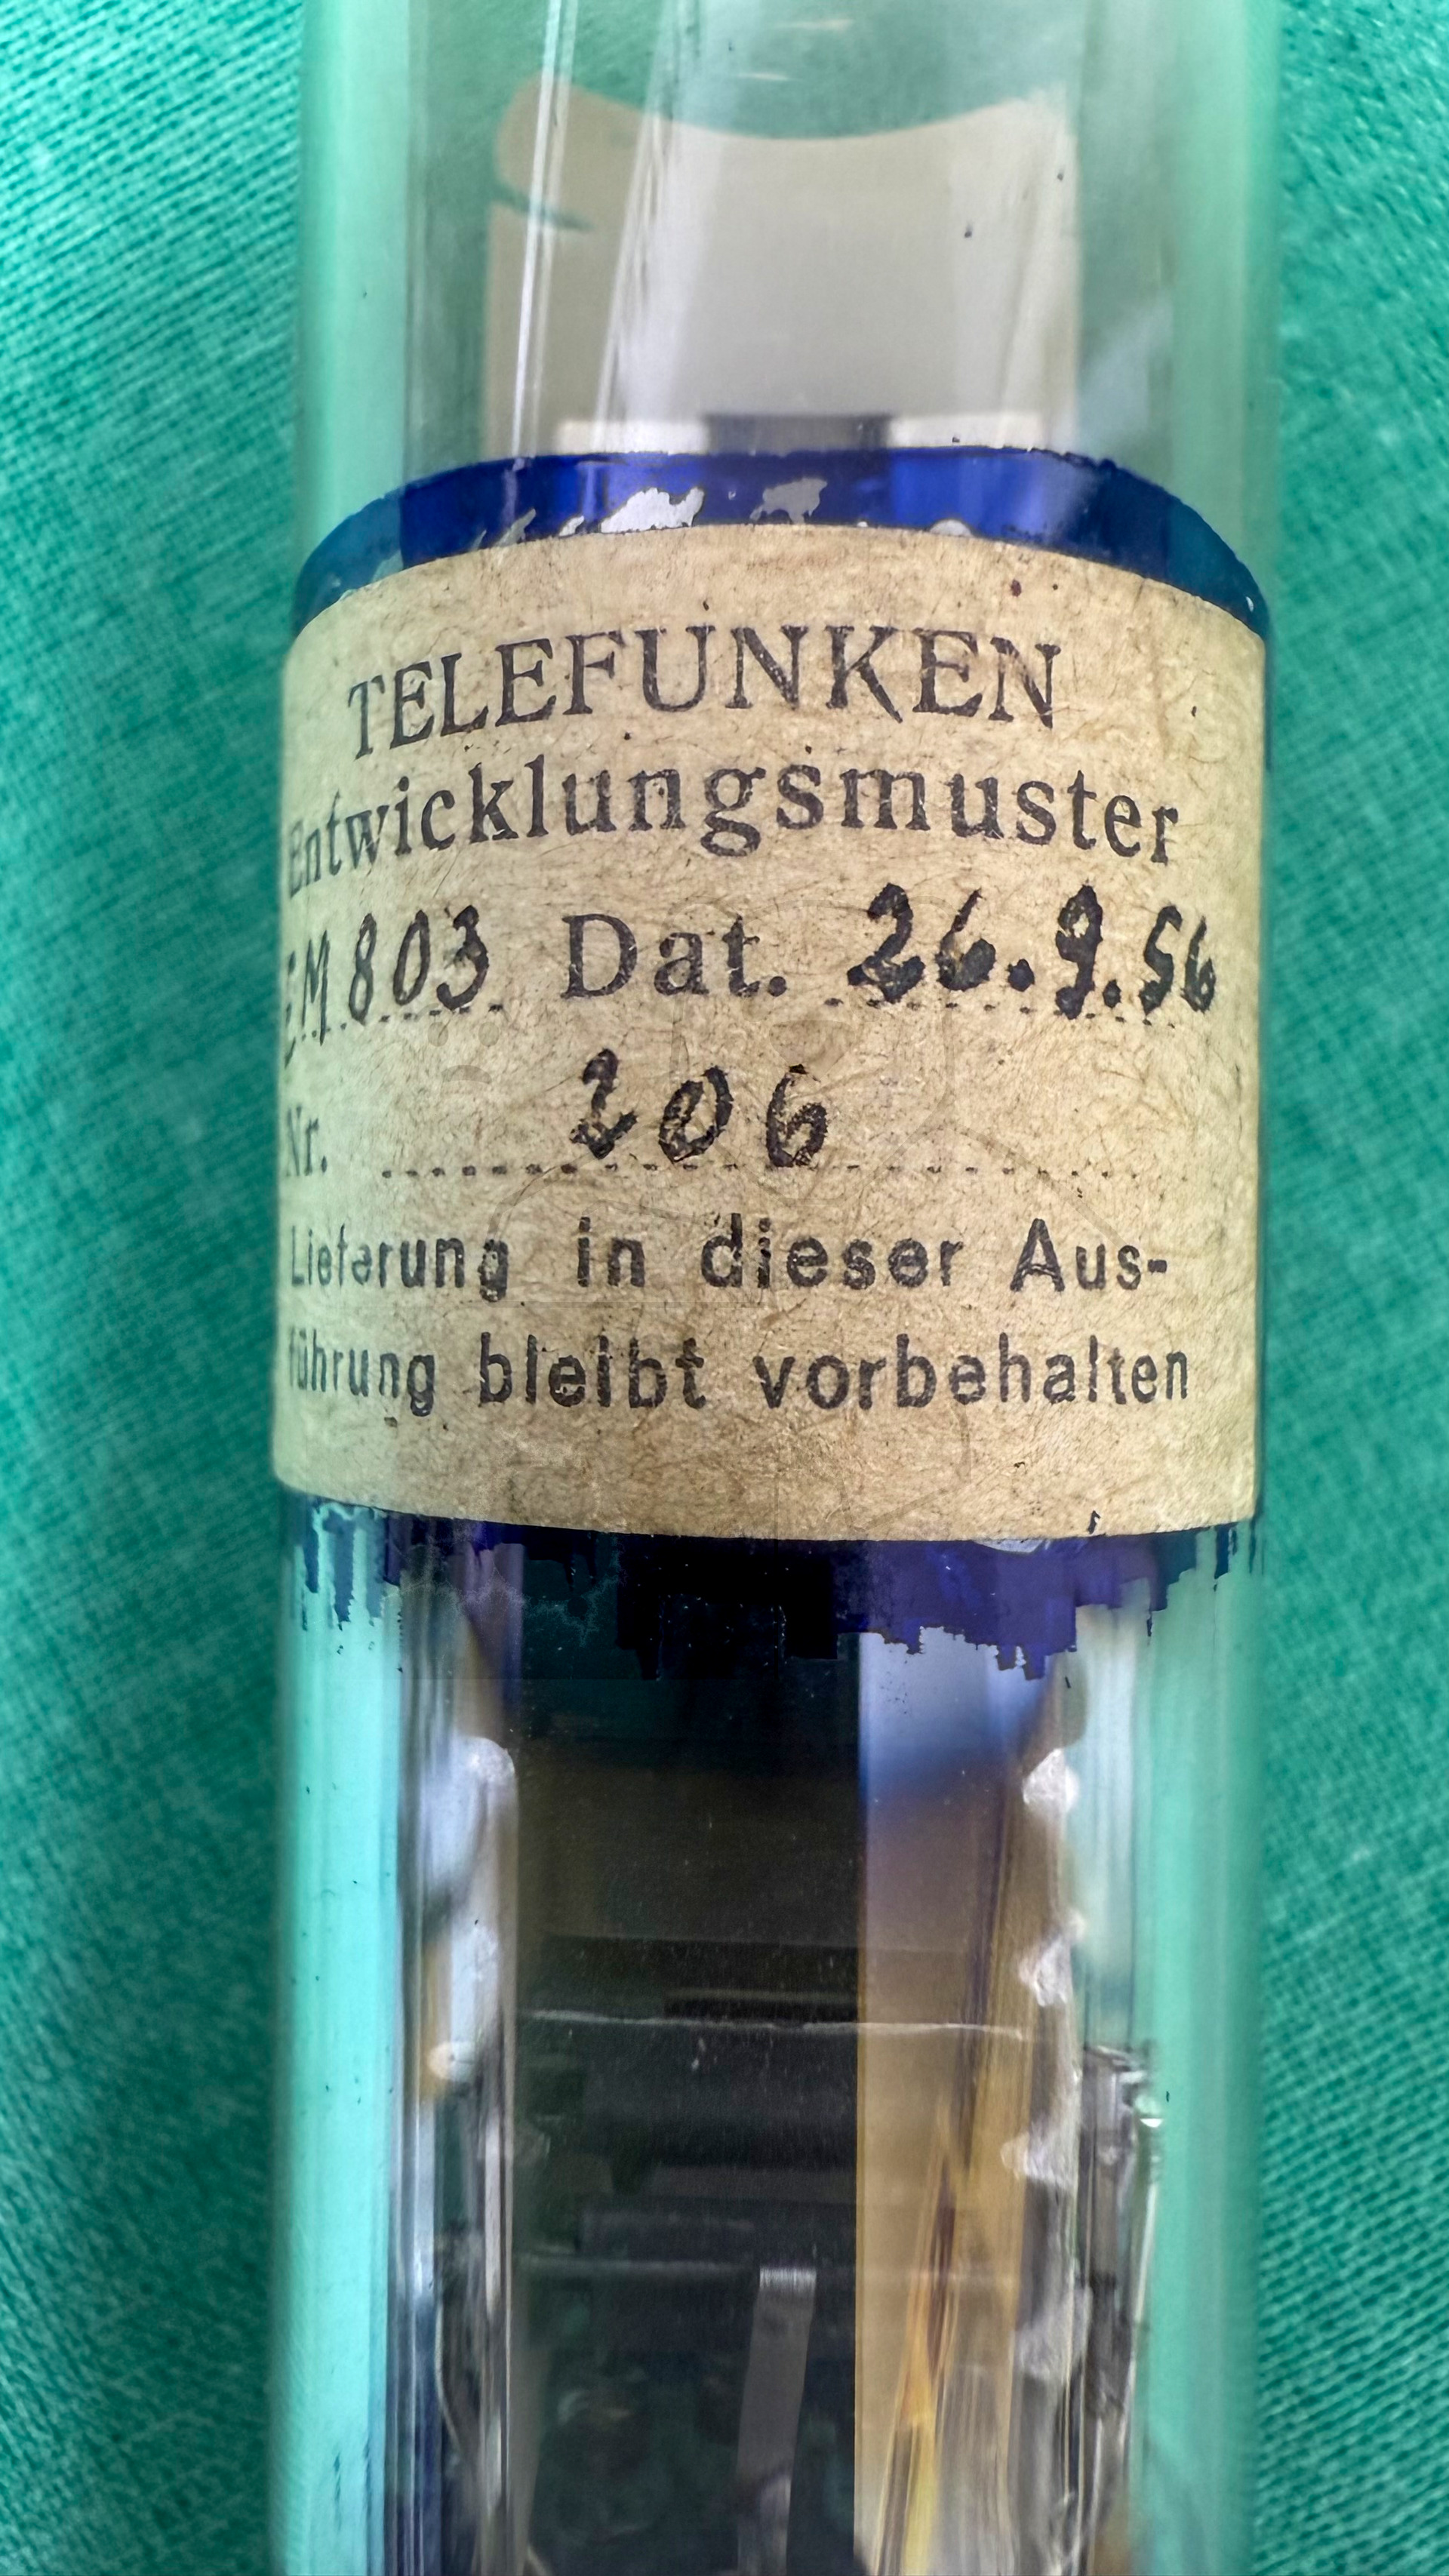 TELEFUNKEN
Entwicklungsmuster
EM 803 Dat. 26.9.56
Nr. 206
Lieferung in dieser Aus-
führung bleibt vorbehalten